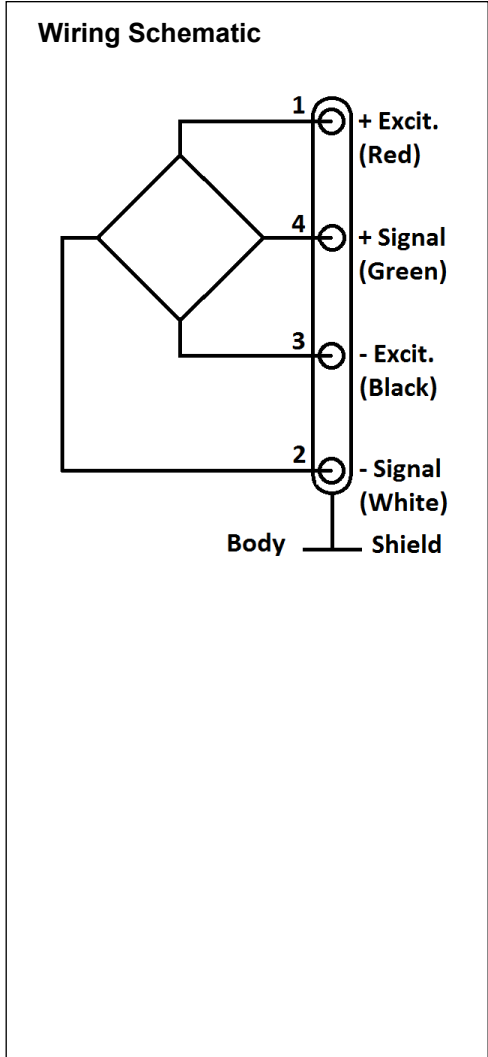 Wiring Schematic
1 + Excit.
(Red)
4 + Signal
(Green)
3 - Excit.
(Black)
2 - Signal
(White)
Body Shield